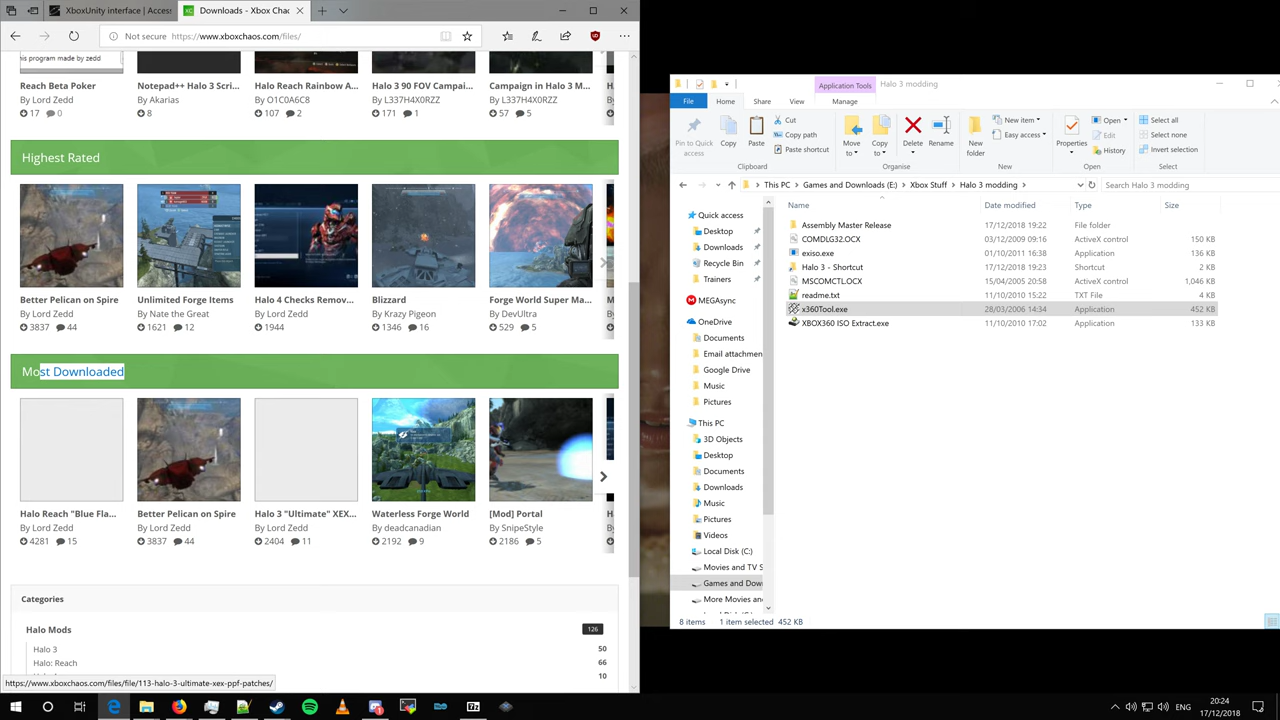 XboxUnity interface | Access
Downloads - Xbox Chao
Not secure https://www.xboxchaos.com/files/
his program made by zedd
Reach Beta Poker
By Lord Zedd
17 0
Notepad++ Halo 3 Scri...
By Akarias
8
Halo Reach Rainbow A...
By O1C0A6C8
107 2
Halo 3 90 FOV Campai...
By L337H4X0RZZ
171 1
Campaign in Halo 3 M...
By L337H4X0RZZ
57 5
Highest Rated
Better Pelican on Spire
By Lord Zedd
3837 44
Unlimited Forge Items
By Nate the Great
1621 12
Halo 4 Checks Remov...
By Lord Zedd
1944
Blizzard
By Krazy Pigeon
1346 16
Forge World Super Ma...
By DevUltra
529 5
Most Downloaded
Halo Reach "Blue Fla...
By Lord Zedd
4281 15
Better Pelican on Spire
By Lord Zedd
3837 44
Halo 3 "Ultimate" XEX...
By Lord Zedd
2404 11
Waterless Forge World
By deadcanadian
2192 9
[Mod] Portal
By SnipeStyle
2186 5
Categories
Halo Mods 126
Halo 3 50
Halo: Reach 66
10
https://www.xboxchaos.com/files/file/113-halo-3-ultimate-xex-ppf-patches/
Application Tools Halo 3 modding
File Home Share View Manage
Pin to Quick access
Copy
Paste
Cut
Copy path
Paste shortcut
Clipboard
Move to
Copy to
Delete
Rename
Organise
New folder
New item
Easy access
New
Properties
Open
Edit
History
Open
Select all
Select none
Invert selection
Select
This PC Games and Downloads (E:) Xbox Stuff Halo 3 modding
Search Halo 3 modding
Quick access
Desktop
Downloads
Recycle Bin
Trainers
MEGAsync
OneDrive
Documents
Email attachmen
Google Drive
Music
Pictures
This PC
3D Objects
Desktop
Documents
Downloads
Music
Pictures
Videos
Local Disk (C:)
Movies and TV S
Games and Dow
More Movies an
Name Date modified Type Size
Assembly Master Release 17/12/2018 19:22 File folder
COMDLG32.OCX 03/12/2009 09:16 ActiveX control 150 KB
exiso.exe 01/10/2011 16:38 Application 136 KB
Halo 3 - Shortcut 17/12/2018 19:23 Shortcut 2 KB
MSCOMCTL.OCX 15/04/2005 20:58 ActiveX control 1,046 KB
readme.txt 11/10/2010 15:22 TXT File 4 KB
x360Tool.exe 28/03/2006 14:34 Application 452 KB
XBOX360 ISO Extract.exe 11/10/2010 17:02 Application 133 KB
8 items 1 item selected 452 KB
ENG
20:24
17/12/2018